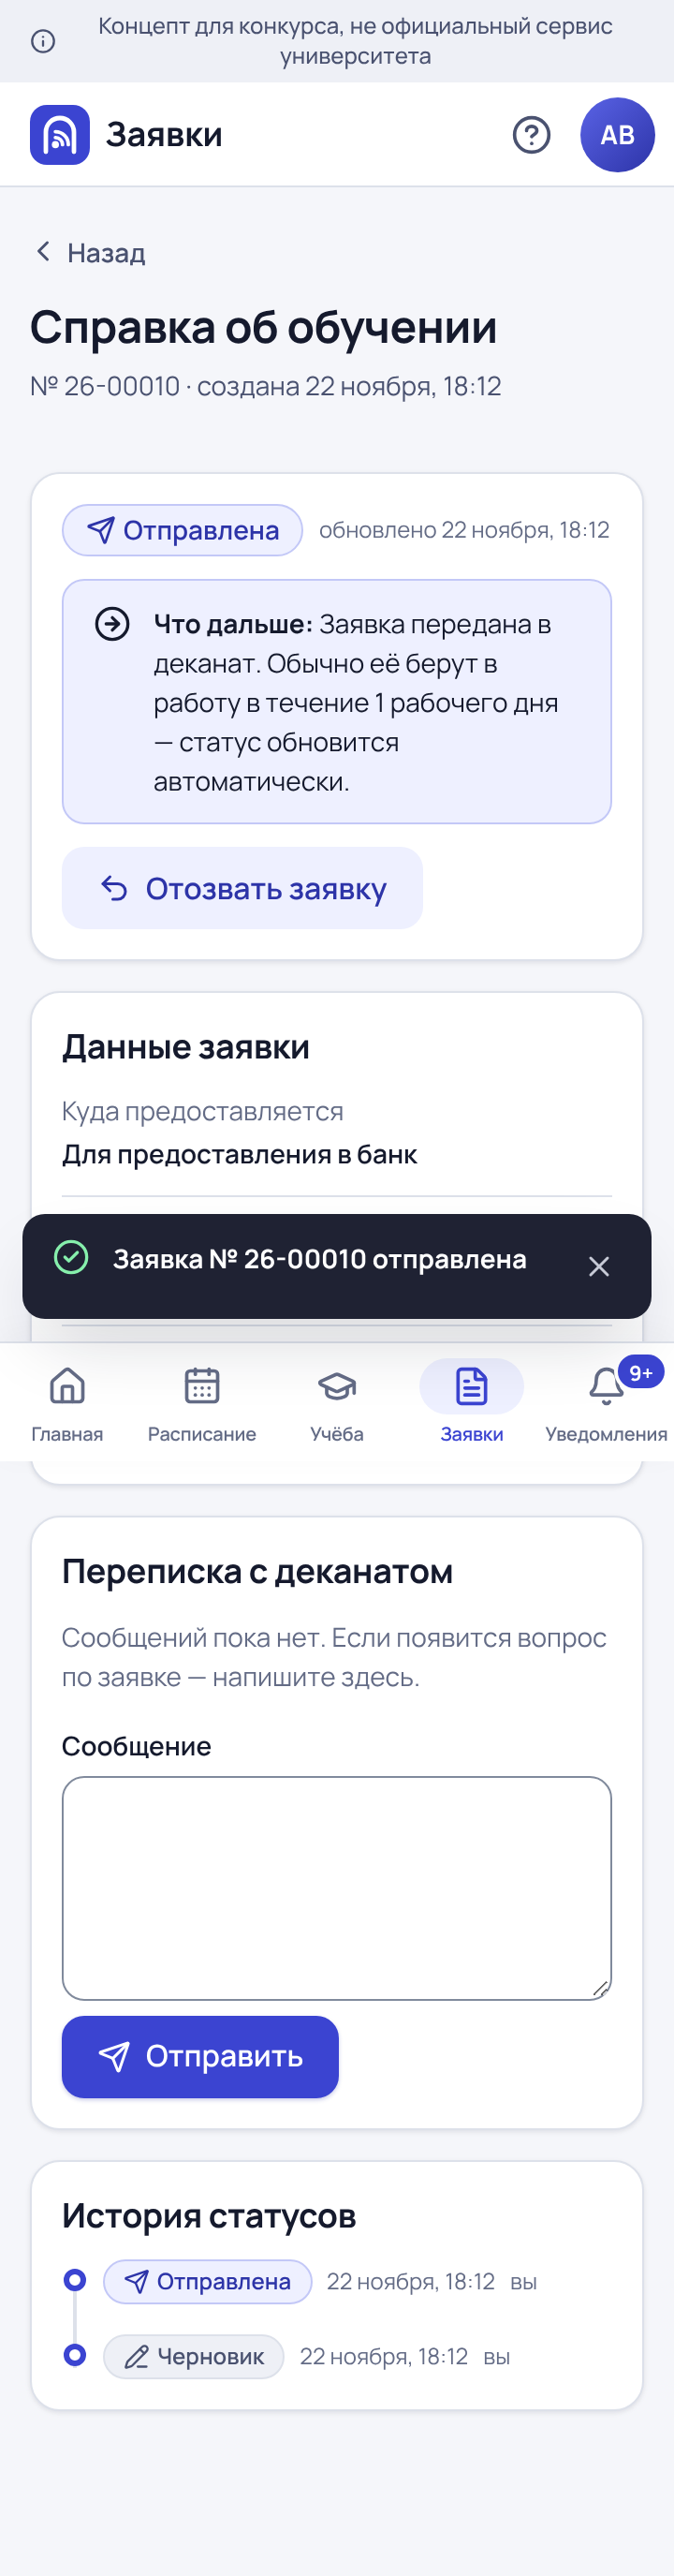 Концепт для конкурса, не официальный сервис
университета
Заявки
АВ
Назад
Справка об обучении
№ 26-00010 · создана 22 ноября, 18:12
Отправлена
обновлено 22 ноября, 18:12
Что дальше: Заявка передана в
деканат. Обычно её берут в
работу в течение 1 рабочего дня
— статус обновится
автоматически.
Отозвать заявку
Данные заявки
Куда предоставляется
Для предоставления в банк
Заявка № 26-00010 отправлена
9+
Главная
Расписание
Учёба
Заявки
Уведомления
Переписка с деканатом
Сообщений пока нет. Если появится вопрос
по заявке — напишите здесь.
Сообщение
Отправить
История статусов
Отправлена 22 ноября, 18:12 вы
Черновик 22 ноября, 18:12 вы